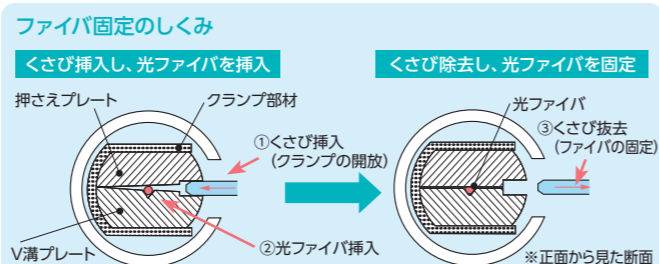 ファイバ固定のしくみ
くさび挿入し、光ファイバを挿入
押さえプレート
クランプ部材
①くさび挿入
(クランプの開放)
②光ファイバ挿入
V溝プレート
くさび除去し、光ファイバを固定
光ファイバ
③くさび抜去
(ファイバの固定)
※正面から見た断面